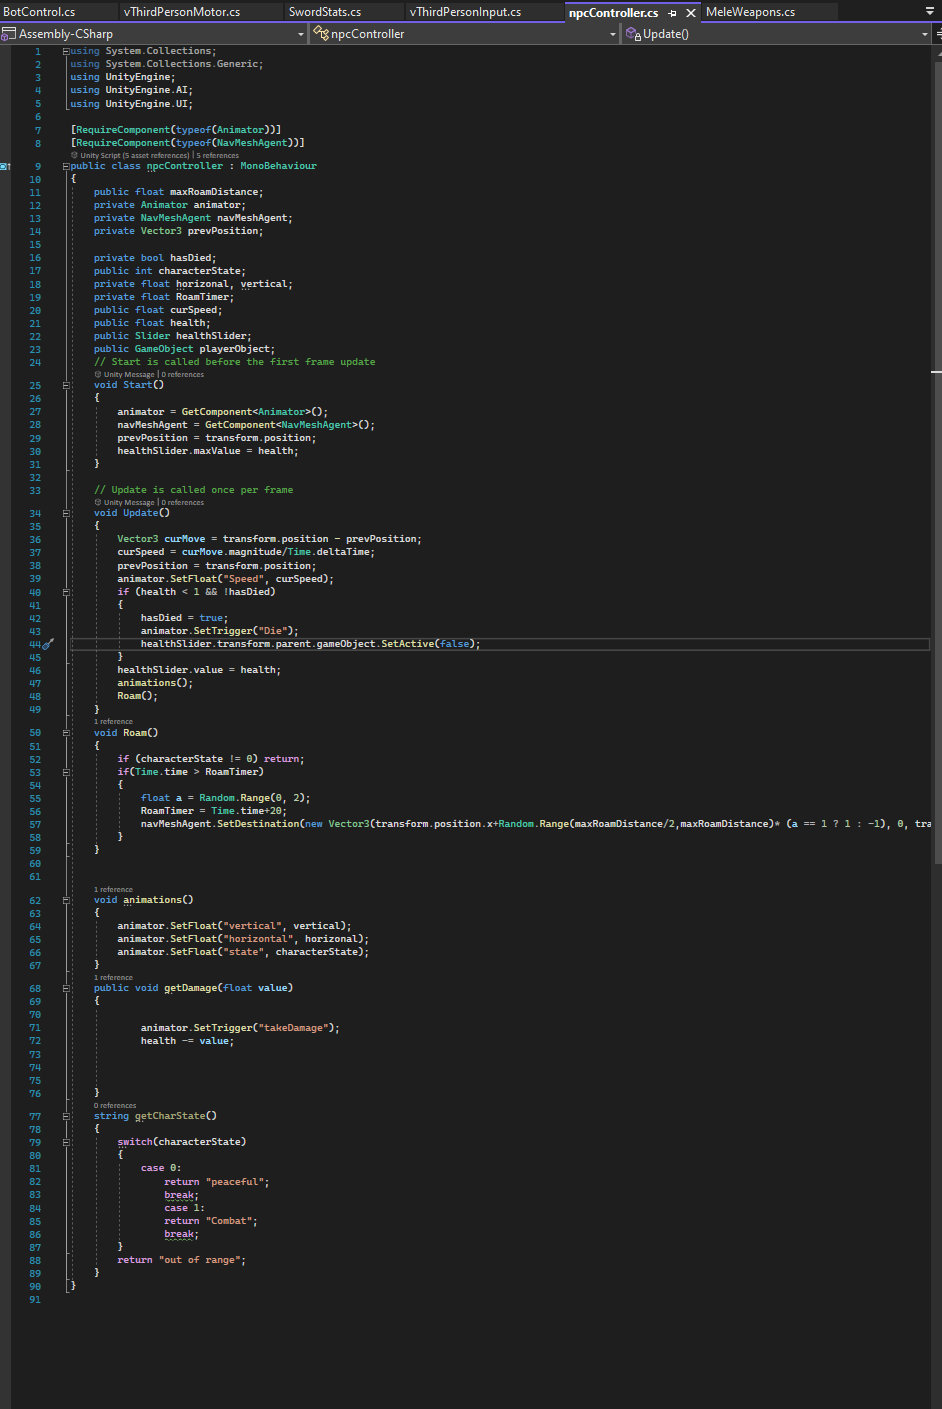 BotControl.cs vThirdPersonMotor.cs SwordStats.cs vThirdPersonInput.cs npcController.cs MeleWeapons.cs
Assembly-CSharp npcController Update()
1 using System.Collections;
2 using System.Collections.Generic;
3 using UnityEngine;
4 using UnityEngine.AI;
5 using UnityEngine.UI;
6
7 [RequireComponent(typeof(Animator))]
8 [RequireComponent(typeof(NavMeshAgent))]
Unity Script (5 asset references) | 5 references
9 public class npcController : MonoBehaviour
10 {
11 public float maxRoamDistance;
12 private Animator animator;
13 private NavMeshAgent navMeshAgent;
14 private Vector3 prevPosition;
15
16 private bool hasDied;
17 public int characterState;
18 private float horizonal, vertical;
19 private float RoamTimer;
20 public float curSpeed;
21 public float health;
22 public Slider healthSlider;
23 public GameObject playerObject;
24 // Start is called before the first frame update
Unity Message | 0 references
25 void Start()
26 {
27 animator = GetComponent<Animator>();
28 navMeshAgent = GetComponent<NavMeshAgent>();
29 prevPosition = transform.position;
30 healthSlider.maxValue = health;
31 }
32
33 // Update is called once per frame
Unity Message | 0 references
34 void Update()
35 {
36 Vector3 curMove = transform.position - prevPosition;
37 curSpeed = curMove.magnitude/Time.deltaTime;
38 prevPosition = transform.position;
39 animator.SetFloat("Speed", curSpeed);
40 if (health < 1 && !hasDied)
41 {
42 hasDied = true;
43 animator.SetTrigger("Die");
44 healthSlider.transform.parent.gameObject.SetActive(false);
45 }
46 healthSlider.value = health;
47 animations();
48 Roam();
49 }
1 reference
50 void Roam()
51 {
52 if (characterState != 0) return;
53 if(Time.time > RoamTimer)
54 {
55 float a = Random.Range(0, 2);
56 RoamTimer = Time.time+20;
57 navMeshAgent.SetDestination(new Vector3(transform.position.x+Random.Range(maxRoamDistance/2,maxRoamDistance)* (a == 1 ? 1 : -1), 0, tra
58 }
59 }
60
61
1 reference
62 void animations()
63 {
64 animator.SetFloat("vertical", vertical);
65 animator.SetFloat("horizontal", horizonal);
66 animator.SetFloat("state", characterState);
67 }
1 reference
68 public void getDamage(float value)
69 {
70
71 animator.SetTrigger("takeDamage");
72 health -= value;
73
74
75
76 }
0 references
77 string getCharState()
78 {
79 switch(characterState)
80 {
81 case 0:
82 return "peaceful";
83 break;
84 case 1:
85 return "Combat";
86 break;
87 }
88 return "out of range";
89 }
90 }
91